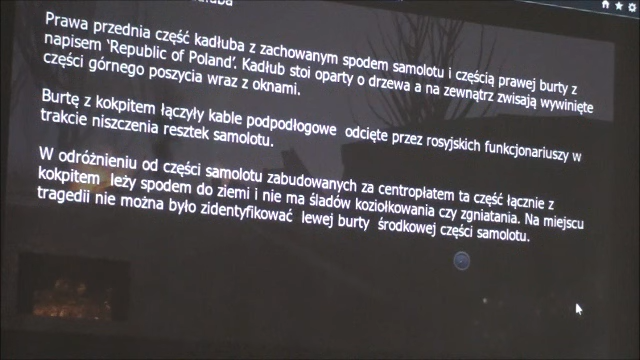 kadłuba
Prawa przednia część kadłuba z zachowanym spodem samolotu i częścią prawej burty z
napisem 'Republic of Poland'. Kadłub stoi oparty o drzewa a na zewnątrz zwisają wywinięte
części górnego poszycia wraz z oknami.
Burtę z kokpitem łączyły kable podpodłogowe odcięte przez rosyjskich funkcjonariuszy w
trakcie niszczenia resztek samolotu.
W odróżnieniu od części samolotu zabudowanych za centropłatem ta część łącznie z
kokpitem leży spodem do ziemi i nie ma śladów koziołkowania czy zgniatania. Na miejscu
tragedii nie można było zidentyfikować lewej burty środkowej części samolotu.